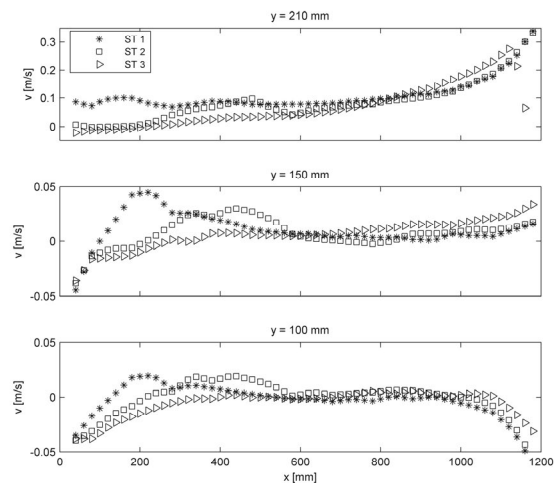 y = 210 mm
0.3
0.2
0.1
0
v [m/s]
ST 1
ST 2
ST 3
y = 150 mm
0.05
0
-0.05
v [m/s]
y = 100 mm
0.05
0
-0.05
v [m/s]
0 200 400 600 800 1000 1200
x [mm]